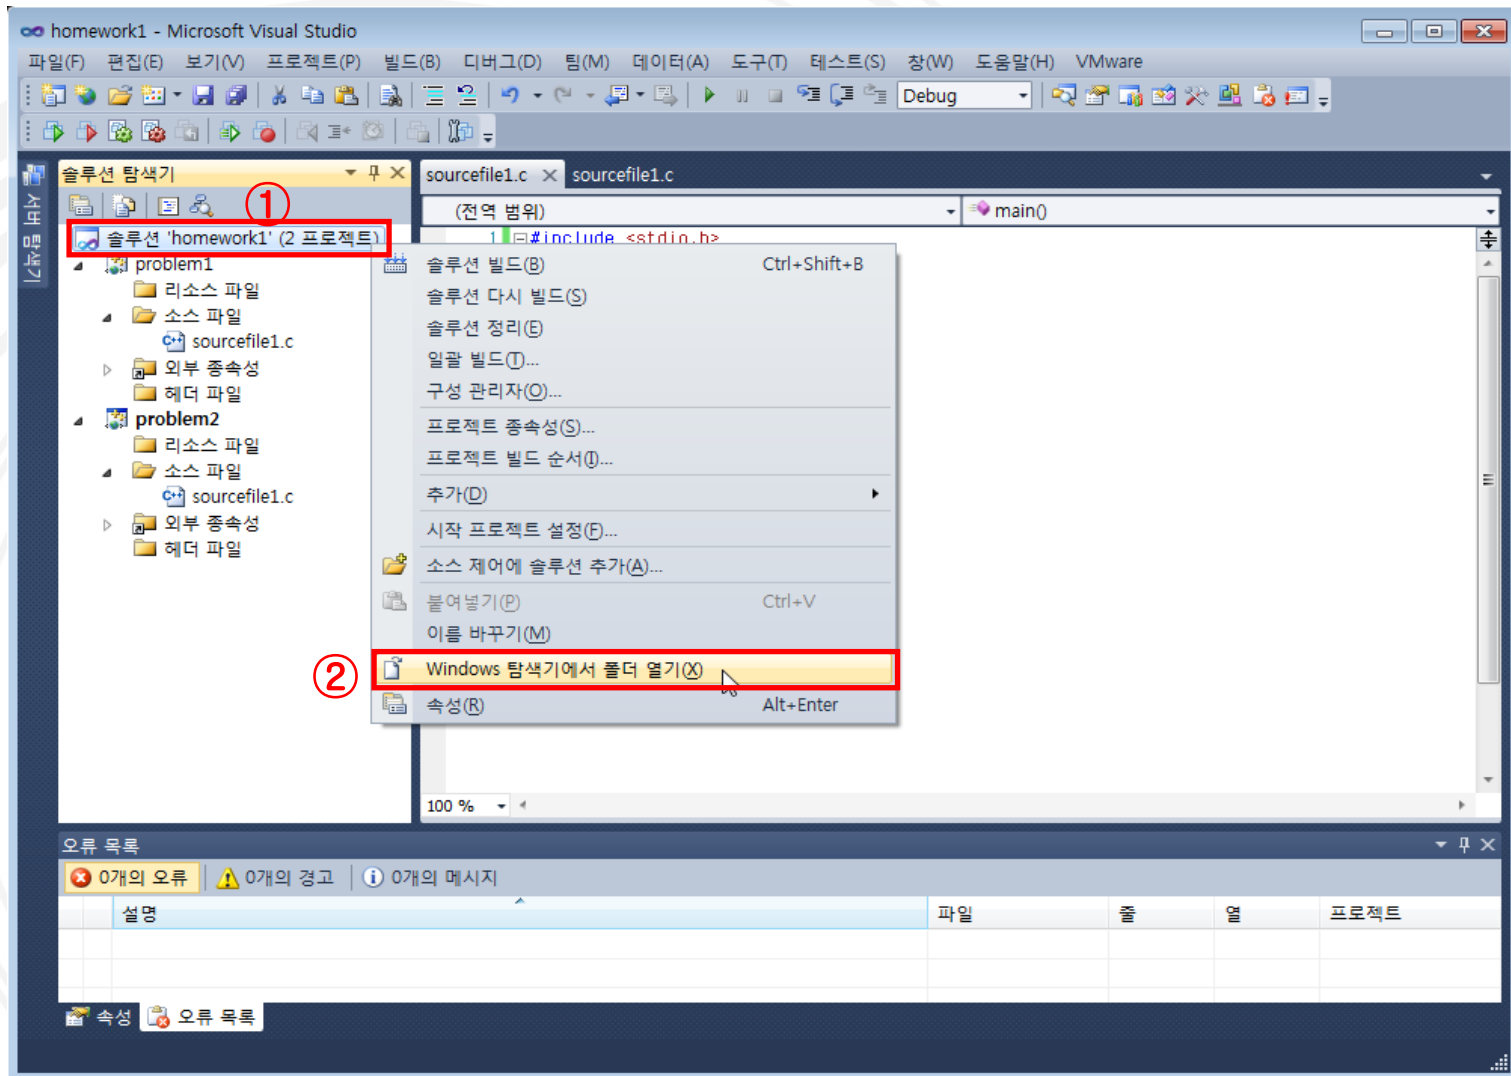 homework1 - Microsoft Visual Studio
파일(F) 편집(E) 보기(V) 프로젝트(P) 빌드(B) 디버그(D) 팀(M) 데이터(A) 도구(T) 테스트(S) 창(W) 도움말(H) VMware
Debug
서버 탐색기
솔루션 탐색기
①
솔루션 'homework1' (2 프로젝트)
problem1
리소스 파일
소스 파일
sourcefile1.c
외부 종속성
헤더 파일
problem2
리소스 파일
소스 파일
sourcefile1.c
외부 종속성
헤더 파일
sourcefile1.c sourcefile1.c
(전역 범위) main()
1 #include <stdio.h>
솔루션 빌드(B) Ctrl+Shift+B
솔루션 다시 빌드(S)
솔루션 정리(E)
일괄 빌드(T)...
구성 관리자(O)...
프로젝트 종속성(S)...
프로젝트 빌드 순서(I)...
추가(D)
시작 프로젝트 설정(F)...
소스 제어에 솔루션 추가(A)...
붙여넣기(P) Ctrl+V
이름 바꾸기(M)
② Windows 탐색기에서 폴더 열기(X)
속성(R) Alt+Enter
100 %
오류 목록
0개의 오류 0개의 경고 0개의 메시지
설명 파일 줄 열 프로젝트
속성 오류 목록